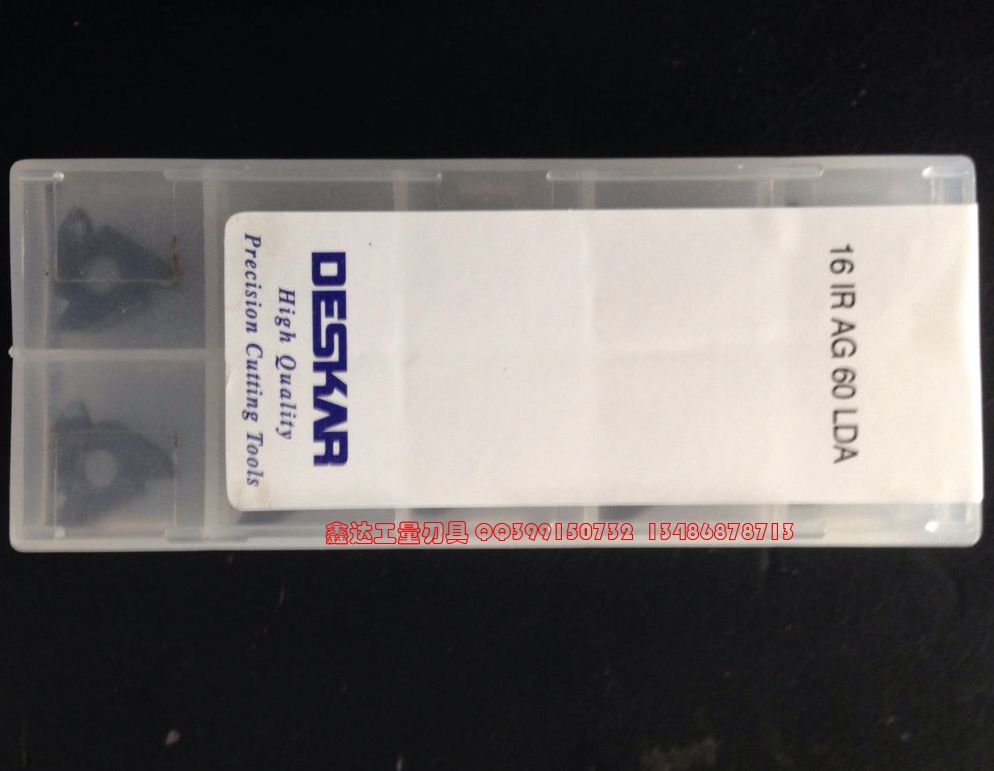 DESKAR
High Quality
Precision Cutting Tools
16 IR AG 60 LDA
鑫达工量刃具 QQ399150732 13486878713